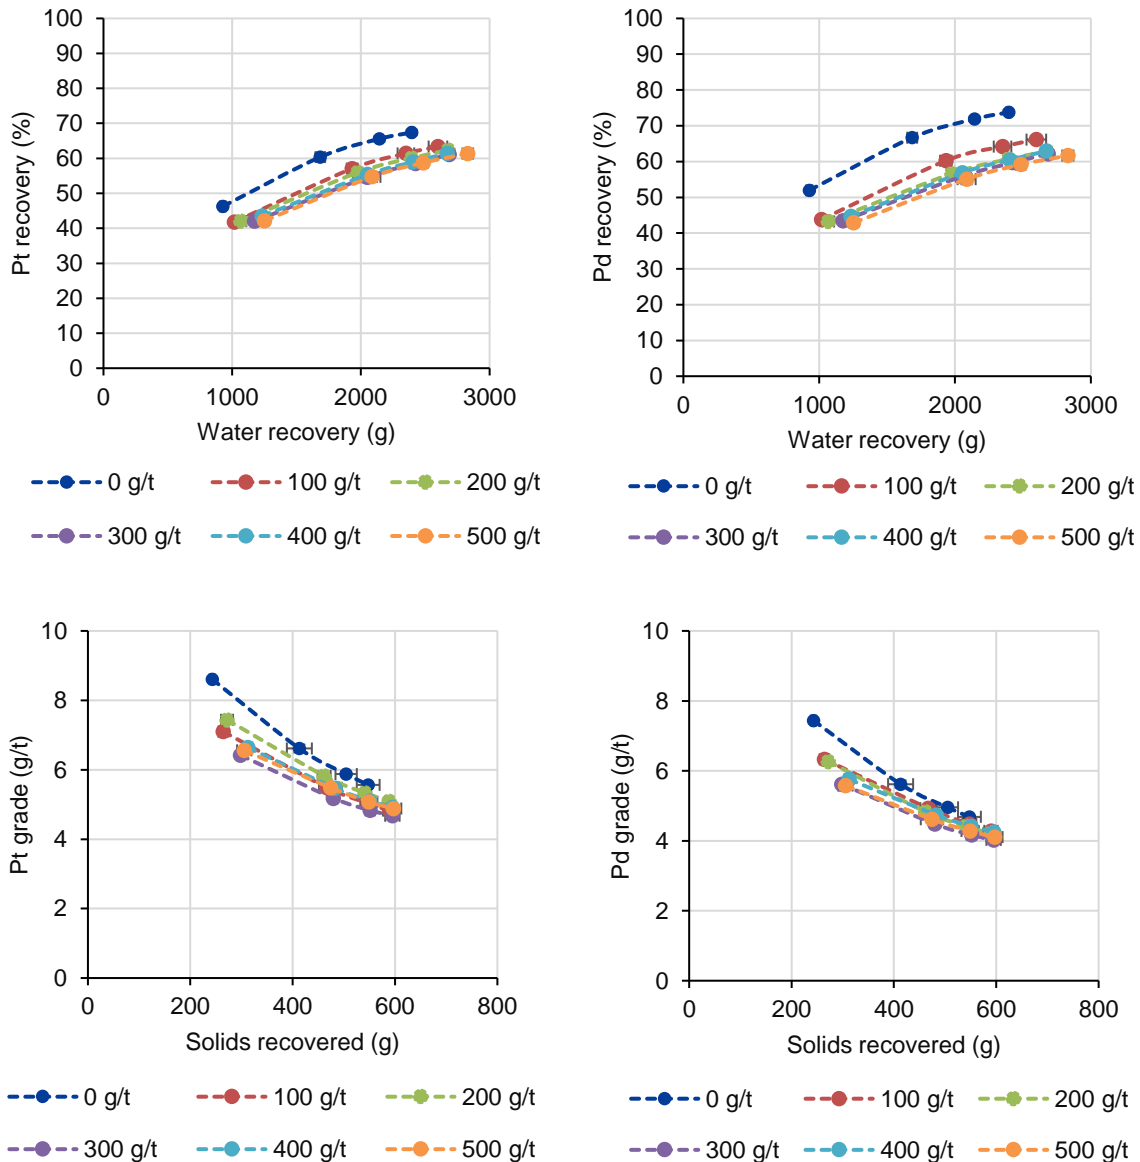 100
90
80
70
60
50
40
30
20
10
0
Pt recovery (%)
0 1000 2000 3000
Water recovery (g)
0 g/t 100 g/t 200 g/t
300 g/t 400 g/t 500 g/t
100
90
80
70
60
50
40
30
20
10
0
Pd recovery (%)
0 1000 2000 3000
Water recovery (g)
0 g/t 100 g/t 200 g/t
300 g/t 400 g/t 500 g/t
10
8
6
4
2
0
Pt grade (g/t)
0 200 400 600 800
Solids recovered (g)
0 g/t 100 g/t 200 g/t
300 g/t 400 g/t 500 g/t
10
8
6
4
2
0
Pd grade (g/t)
0 200 400 600 800
Solids recovered (g)
0 g/t 100 g/t 200 g/t
300 g/t 400 g/t 500 g/t